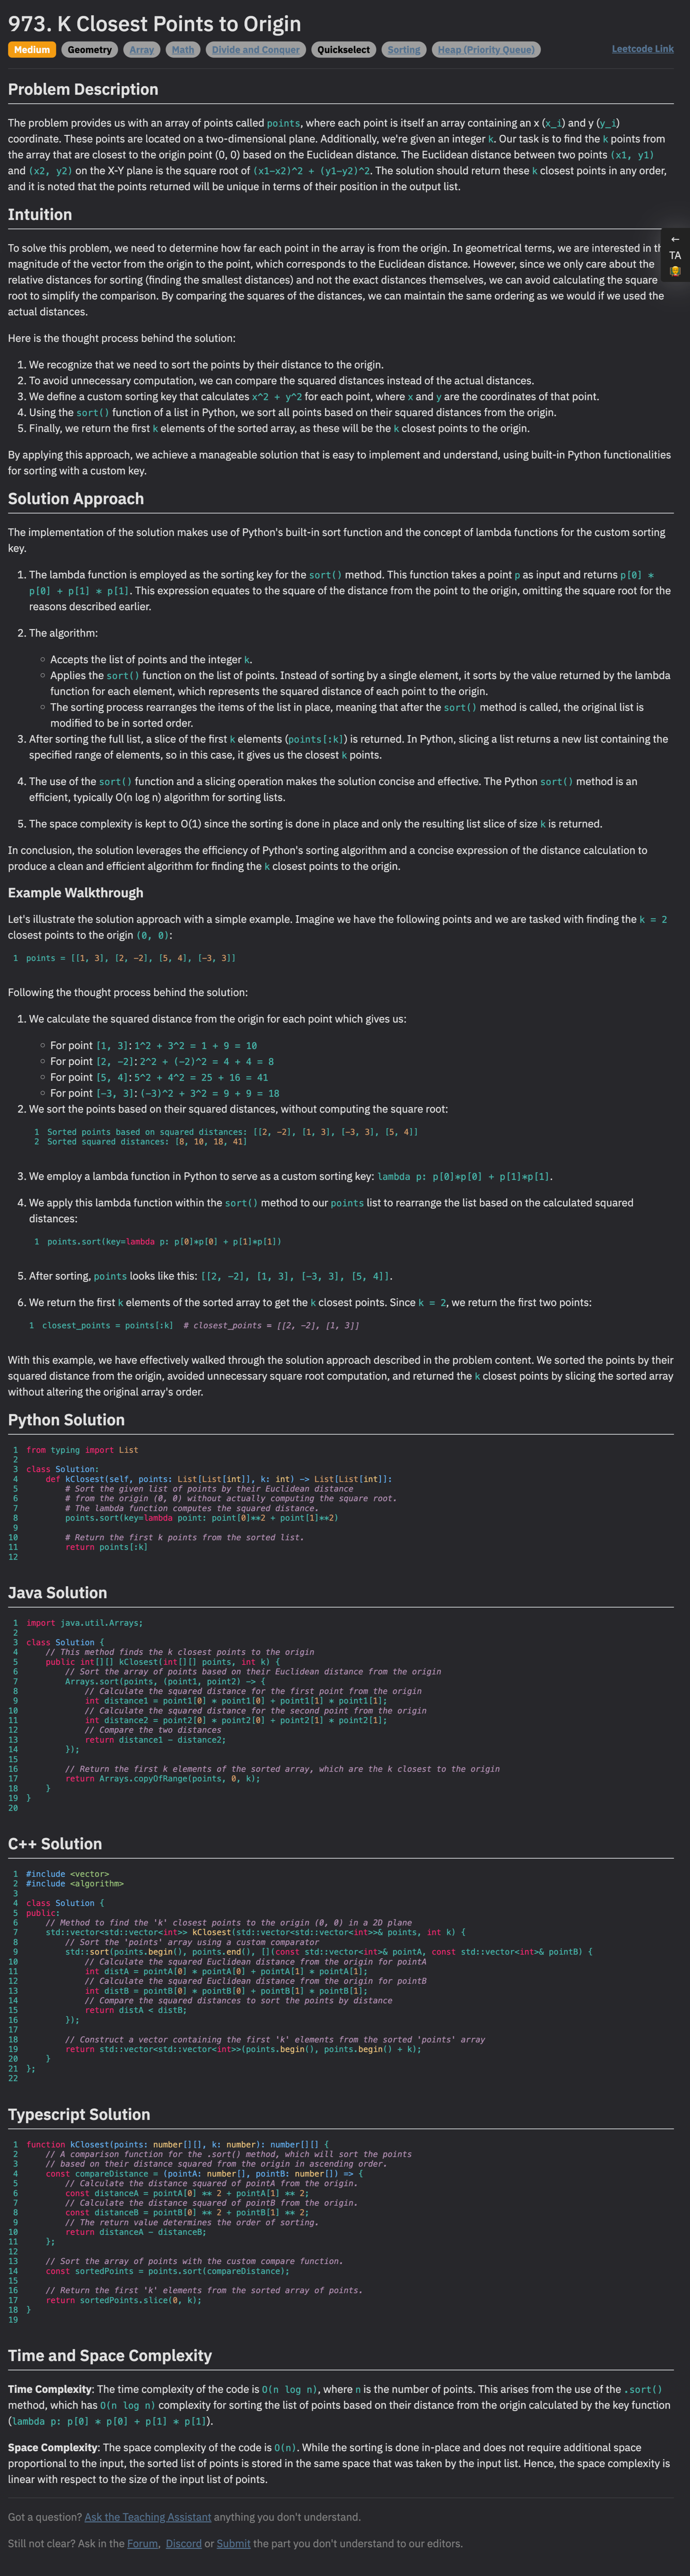 973. K Closest Points to Origin
Medium Geometry Array Math Divide and Conquer Quickselect Sorting Heap (Priority Queue) Leetcode Link
Problem Description
The problem provides us with an array of points called points, where each point is itself an array containing an x (x_i) and y (y_i)
coordinate. These points are located on a two-dimensional plane. Additionally, we're given an integer k. Our task is to find the k points from
the array that are closest to the origin point (0, 0) based on the Euclidean distance. The Euclidean distance between two points (x1, y1)
and (x2, y2) on the X-Y plane is the square root of (x1−x2)^2 + (y1−y2)^2. The solution should return these k closest points in any order,
and it is noted that the points returned will be unique in terms of their position in the output list.
Intuition
To solve this problem, we need to determine how far each point in the array is from the origin. In geometrical terms, we are interested in
magnitude of the vector from the origin to the point, which corresponds to the Euclidean distance. However, since we only care about the
relative distances for sorting (finding the smallest distances) and not the exact distances themselves, we can avoid calculating the square
root to simplify the comparison. By comparing the squares of the distances, we can maintain the same ordering as we would if we used the
actual distances.
←
TA
Here is the thought process behind the solution:
1. We recognize that we need to sort the points by their distance to the origin.
2. To avoid unnecessary computation, we can compare the squared distances instead of the actual distances.
3. We define a custom sorting key that calculates x^2 + y^2 for each point, where x and y are the coordinates of that point.
4. Using the sort() function of a list in Python, we sort all points based on their squared distances from the origin.
5. Finally, we return the first k elements of the sorted array, as these will be the k closest points to the origin.
By applying this approach, we achieve a manageable solution that is easy to implement and understand, using built-in Python functionalities
for sorting with a custom key.
Solution Approach
The implementation of the solution makes use of Python's built-in sort function and the concept of lambda functions for the custom sorting
key.
1. The lambda function is employed as the sorting key for the sort() method. This function takes a point p as input and returns p[0] *
p[0] + p[1] * p[1]. This expression equates to the square of the distance from the point to the origin, omitting the square root for the
reasons described earlier.
2. The algorithm:
◦ Accepts the list of points and the integer k.
◦ Applies the sort() function on the list of points. Instead of sorting by a single element, it sorts by the value returned by the lambda
function for each element, which represents the squared distance of each point to the origin.
◦ The sorting process rearranges the items of the list in place, meaning that after the sort() method is called, the original list is
modified to be in sorted order.
3. After sorting the full list, a slice of the first k elements (points[:k]) is returned. In Python, slicing a list returns a new list containing the
specified range of elements, so in this case, it gives us the closest k points.
4. The use of the sort() function and a slicing operation makes the solution concise and effective. The Python sort() method is an
efficient, typically O(n log n) algorithm for sorting lists.
5. The space complexity is kept to O(1) since the sorting is done in place and only the resulting list slice of size k is returned.
In conclusion, the solution leverages the efficiency of Python's sorting algorithm and a concise expression of the distance calculation to
produce a clean and efficient algorithm for finding the k closest points to the origin.
Example Walkthrough
Let's illustrate the solution approach with a simple example. Imagine we have the following points and we are tasked with finding the k = 2
closest points to the origin (0, 0):
1 points = [[1, 3], [2, −2], [5, 4], [−3, 3]]
Following the thought process behind the solution:
1. We calculate the squared distance from the origin for each point which gives us:
◦ For point [1, 3]: 1^2 + 3^2 = 1 + 9 = 10
◦ For point [2, −2]: 2^2 + (−2)^2 = 4 + 4 = 8
◦ For point [5, 4]: 5^2 + 4^2 = 25 + 16 = 41
◦ For point [−3, 3]: (−3)^2 + 3^2 = 9 + 9 = 18
2. We sort the points based on their squared distances, without computing the square root:
1 Sorted points based on squared distances: [[2, −2], [1, 3], [−3, 3], [5, 4]]
2 Sorted squared distances: [8, 10, 18, 41]
3. We employ a lambda function in Python to serve as a custom sorting key: lambda p: p[0]*p[0] + p[1]*p[1].
4. We apply this lambda function within the sort() method to our points list to rearrange the list based on the calculated squared
distances:
1 points.sort(key=lambda p: p[0]*p[0] + p[1]*p[1])
5. After sorting, points looks like this: [[2, −2], [1, 3], [−3, 3], [5, 4]].
6. We return the first k elements of the sorted array to get the k closest points. Since k = 2, we return the first two points:
1 closest_points = points[:k] # closest_points = [[2, −2], [1, 3]]
With this example, we have effectively walked through the solution approach described in the problem content. We sorted the points by their
squared distance from the origin, avoided unnecessary square root computation, and returned the k closest points by slicing the sorted array
without altering the original array's order.
Python Solution
1 from typing import List
2
3 class Solution:
4 def kClosest(self, points: List[List[int]], k: int) -> List[List[int]]:
5 # Sort the given list of points by their Euclidean distance
6 # from the origin (0, 0) without actually computing the square root.
7 # The lambda function computes the squared distance.
8 points.sort(key=lambda point: point[0]**2 + point[1]**2)
9
10 # Return the first k points from the sorted list.
11 return points[:k]
12
Java Solution
1 import java.util.Arrays;
2
3 class Solution {
4 // This method finds the k closest points to the origin
5 public int[][] kClosest(int[][] points, int k) {
6 // Sort the array of points based on their Euclidean distance from the origin
7 Arrays.sort(points, (point1, point2) -> {
8 // Calculate the squared distance for the first point from the origin
9 int distance1 = point1[0] * point1[0] + point1[1] * point1[1];
10 // Calculate the squared distance for the second point from the origin
11 int distance2 = point2[0] * point2[0] + point2[1] * point2[1];
12 // Compare the two distances
13 return distance1 - distance2;
14 });
15
16 // Return the first k elements of the sorted array, which are the k closest to the origin
17 return Arrays.copyOfRange(points, 0, k);
18 }
19 }
20
C++ Solution
1 #include <vector>
2 #include <algorithm>
3
4 class Solution {
5 public:
6 // Method to find the 'k' closest points to the origin (0, 0) in a 2D plane
7 std::vector<std::vector<int>> kClosest(std::vector<std::vector<int>>& points, int k) {
8 // Sort the 'points' array using a custom comparator
9 std::sort(points.begin(), points.end(), [](const std::vector<int>& pointA, const std::vector<int>& pointB) {
10 // Calculate the squared Euclidean distance from the origin for pointA
11 int distA = pointA[0] * pointA[0] + pointA[1] * pointA[1];
12 // Calculate the squared Euclidean distance from the origin for pointB
13 int distB = pointB[0] * pointB[0] + pointB[1] * pointB[1];
14 // Compare the squared distances to sort the points by distance
15 return distA < distB;
16 });
17
18 // Construct a vector containing the first 'k' elements from the sorted 'points' array
19 return std::vector<std::vector<int>>(points.begin(), points.begin() + k);
20 }
21 };
22
Typescript Solution
1 function kClosest(points: number[][], k: number): number[][] {
2 // A comparison function for the .sort() method, which will sort the points
3 // based on their distance squared from the origin in ascending order.
4 const compareDistance = (pointA: number[], pointB: number[]) => {
5 // Calculate the distance squared of pointA from the origin.
6 const distanceA = pointA[0] ** 2 + pointA[1] ** 2;
7 // Calculate the distance squared of pointB from the origin.
8 const distanceB = pointB[0] ** 2 + pointB[1] ** 2;
9 // The return value determines the order of sorting.
10 return distanceA - distanceB;
11 };
12
13 // Sort the array of points with the custom compare function.
14 const sortedPoints = points.sort(compareDistance);
15
16 // Return the first 'k' elements from the sorted array of points.
17 return sortedPoints.slice(0, k);
18 }
19
Time and Space Complexity
Time Complexity: The time complexity of the code is O(n log n), where n is the number of points. This arises from the use of the .sort()
method, which has O(n log n) complexity for sorting the list of points based on their distance from the origin calculated by the key function
(lambda p: p[0] * p[0] + p[1] * p[1]).
Space Complexity: The space complexity of the code is O(n). While the sorting is done in-place and does not require additional space
proportional to the input, the sorted list of points is stored in the same space that was taken by the input list. Hence, the space complexity is
linear with respect to the size of the input list of points.
Got a question? Ask the Teaching Assistant anything you don't understand.
Still not clear? Ask in the Forum, Discord or Submit the part you don't understand to our editors.